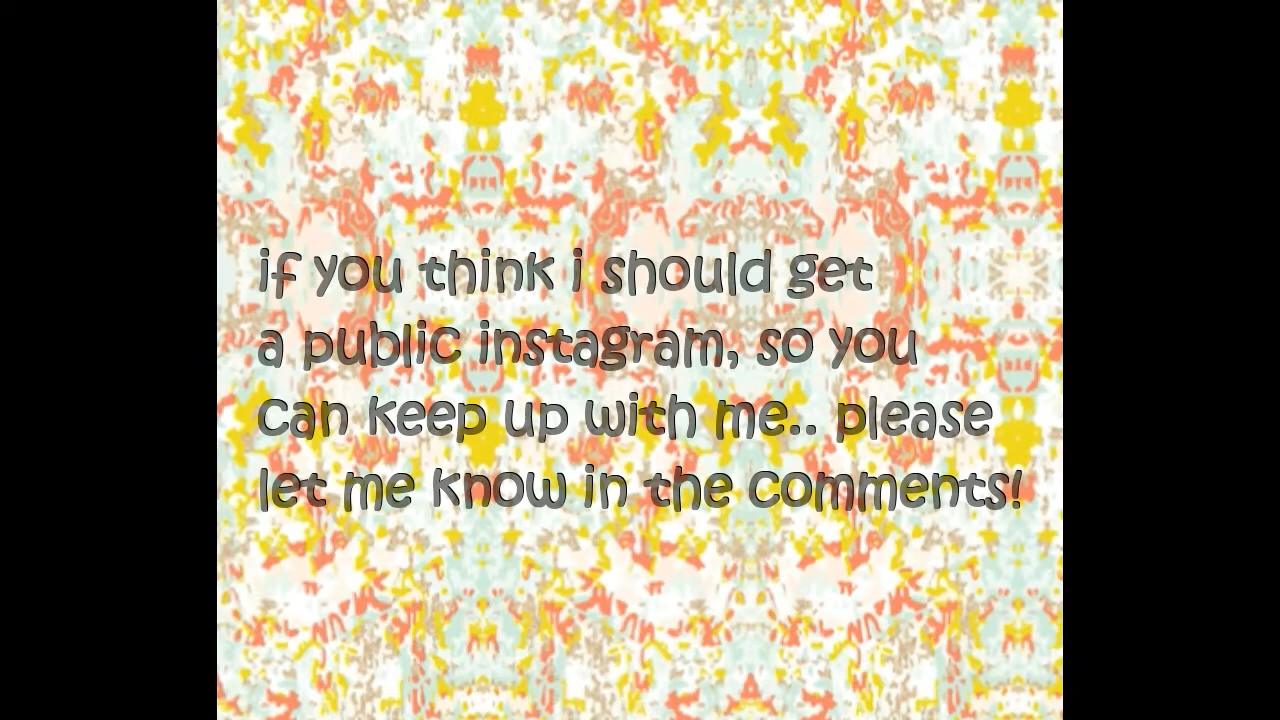 if you think i should get
a public instagram, so you
can keep up with me.. please
let me know in the comments!